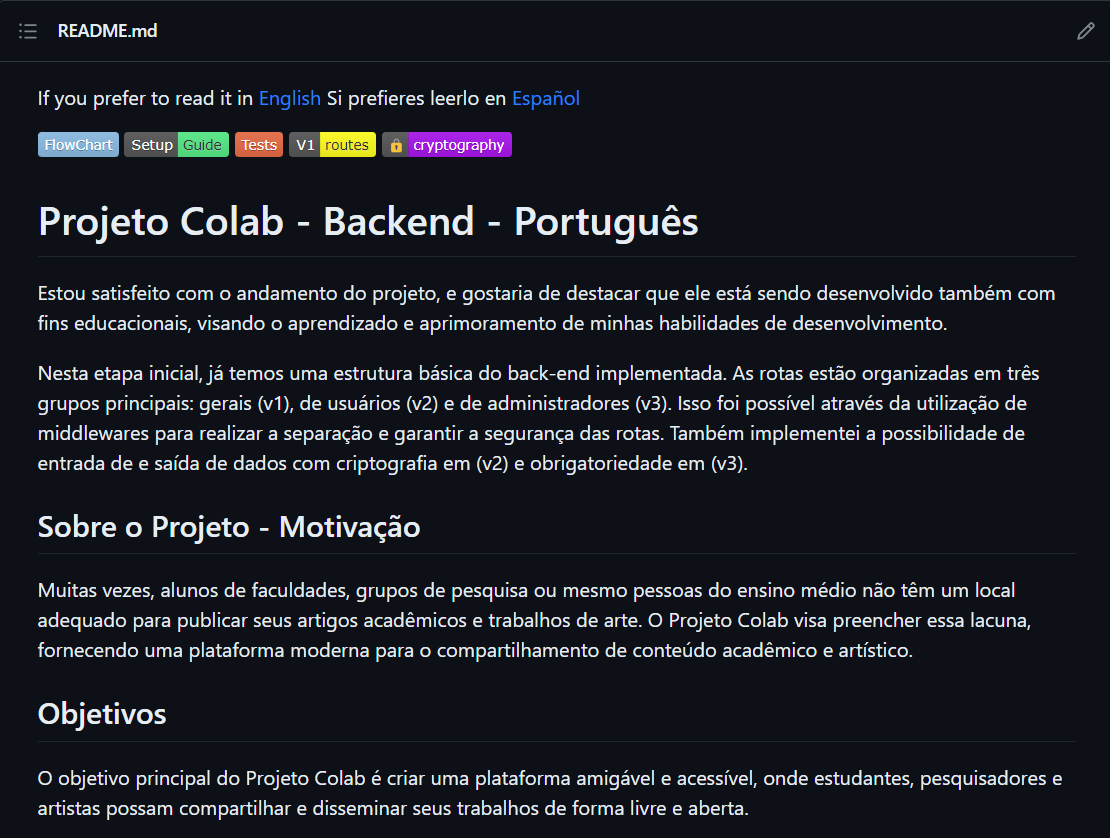 README.md
If you prefer to read it in English Si prefieres leerlo en Español
FlowChart Setup Guide Tests V1 routes cryptography
Projeto Colab - Backend - Português
Estou satisfeito com o andamento do projeto, e gostaria de destacar que ele está sendo desenvolvido também com
fins educacionais, visando o aprendizado e aprimoramento de minhas habilidades de desenvolvimento.
Nesta etapa inicial, já temos uma estrutura básica do back-end implementada. As rotas estão organizadas em três
grupos principais: gerais (v1), de usuários (v2) e de administradores (v3). Isso foi possível através da utilização de
middlewares para realizar a separação e garantir a segurança das rotas. Também implementei a possibilidade de
entrada de e saída de dados com criptografia em (v2) e obrigatoriedade em (v3).
Sobre o Projeto - Motivação
Muitas vezes, alunos de faculdades, grupos de pesquisa ou mesmo pessoas do ensino médio não têm um local
adequado para publicar seus artigos acadêmicos e trabalhos de arte. O Projeto Colab visa preencher essa lacuna,
fornecendo uma plataforma moderna para o compartilhamento de conteúdo acadêmico e artístico.
Objetivos
O objetivo principal do Projeto Colab é criar uma plataforma amigável e acessível, onde estudantes, pesquisadores e
artistas possam compartilhar e disseminar seus trabalhos de forma livre e aberta.